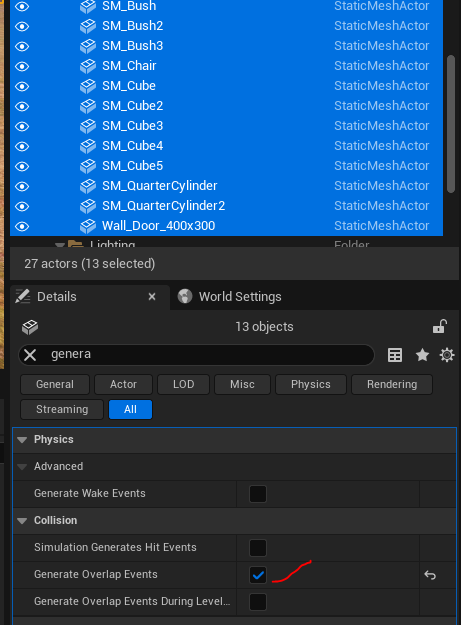 SM_Bush StaticMeshActor
SM_Bush2 StaticMeshActor
SM_Bush3 StaticMeshActor
SM_Chair StaticMeshActor
SM_Cube StaticMeshActor
SM_Cube2 StaticMeshActor
SM_Cube3 StaticMeshActor
SM_Cube4 StaticMeshActor
SM_Cube5 StaticMeshActor
SM_QuarterCylinder StaticMeshActor
SM_QuarterCylinder2 StaticMeshActor
Wall_Door_400x300 StaticMeshActor
Lighting Folder
27 actors (13 selected)
Details World Settings
13 objects
genera
General Actor LOD Misc Physics Rendering
Streaming All
Physics
Advanced
Generate Wake Events
Collision
Simulation Generates Hit Events
Generate Overlap Events
Generate Overlap Events During Level...